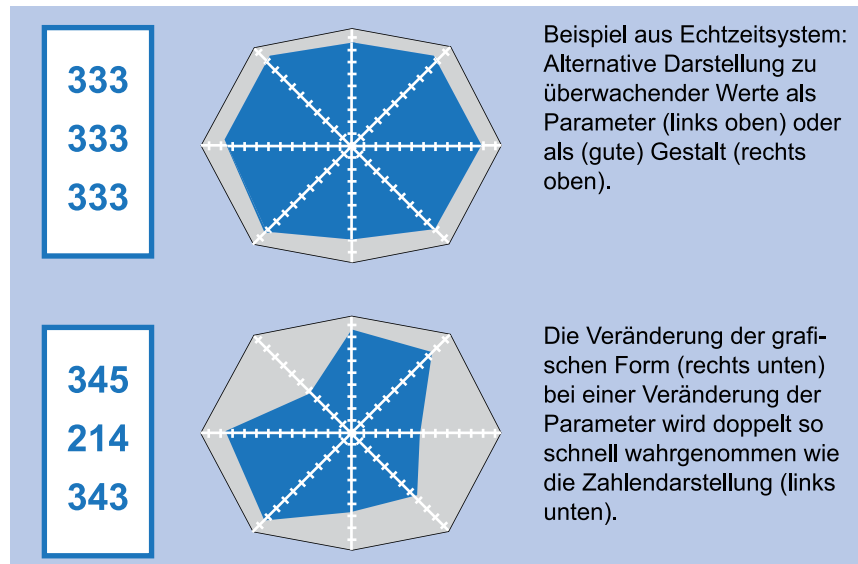 333
333
333
Beispiel aus Echtzeitsystem:
Alternative Darstellung zu
überwachender Werte als
Parameter (links oben) oder
als (gute) Gestalt (rechts
oben).
345
214
343
Die Veränderung der grafi-
schen Form (rechts unten)
bei einer Veränderung der
Parameter wird doppelt so
schnell wahrgenommen wie
die Zahlendarstellung (links
unten).